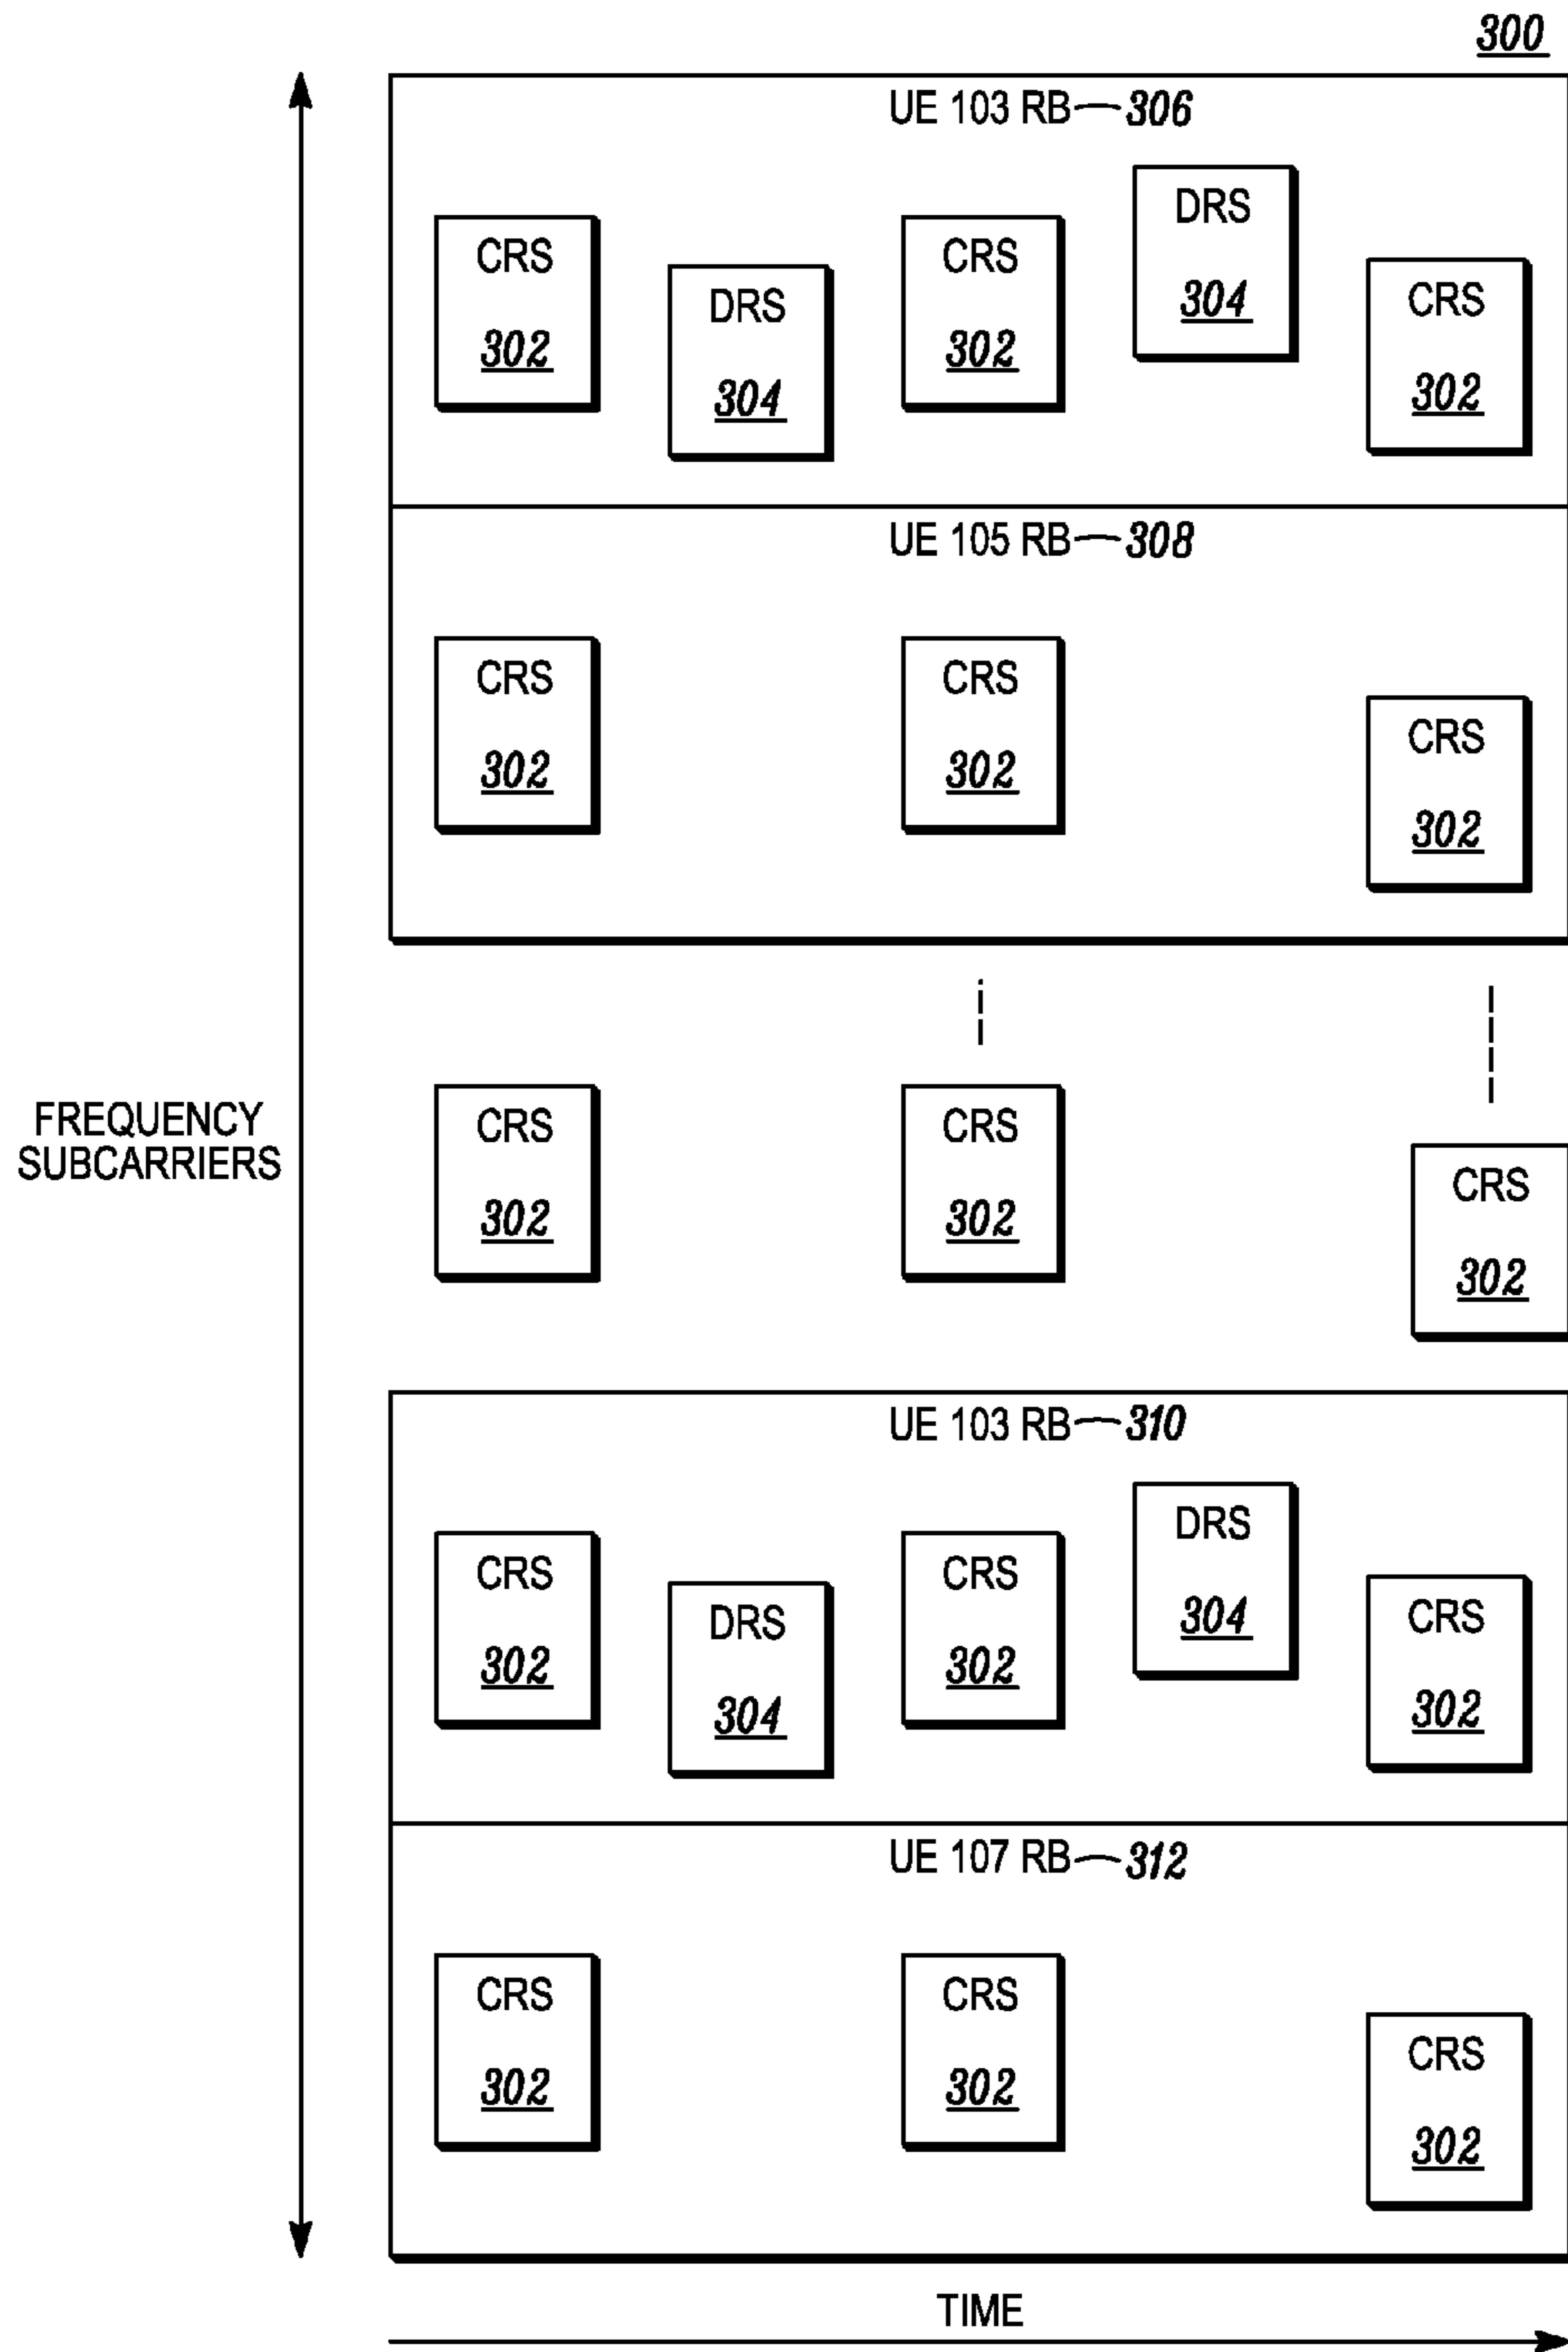 300
UE 103 RB 306
CRS
302
DRS
304
CRS
302
DRS
304
CRS
302
UE 105 RB 308
CRS
302
CRS
302
CRS
302
FREQUENCY
SUBCARRIERS
CRS
302
CRS
302
CRS
302
UE 103 RB 310
CRS
302
DRS
304
CRS
302
DRS
304
CRS
302
UE 107 RB 312
CRS
302
CRS
302
CRS
302
TIME